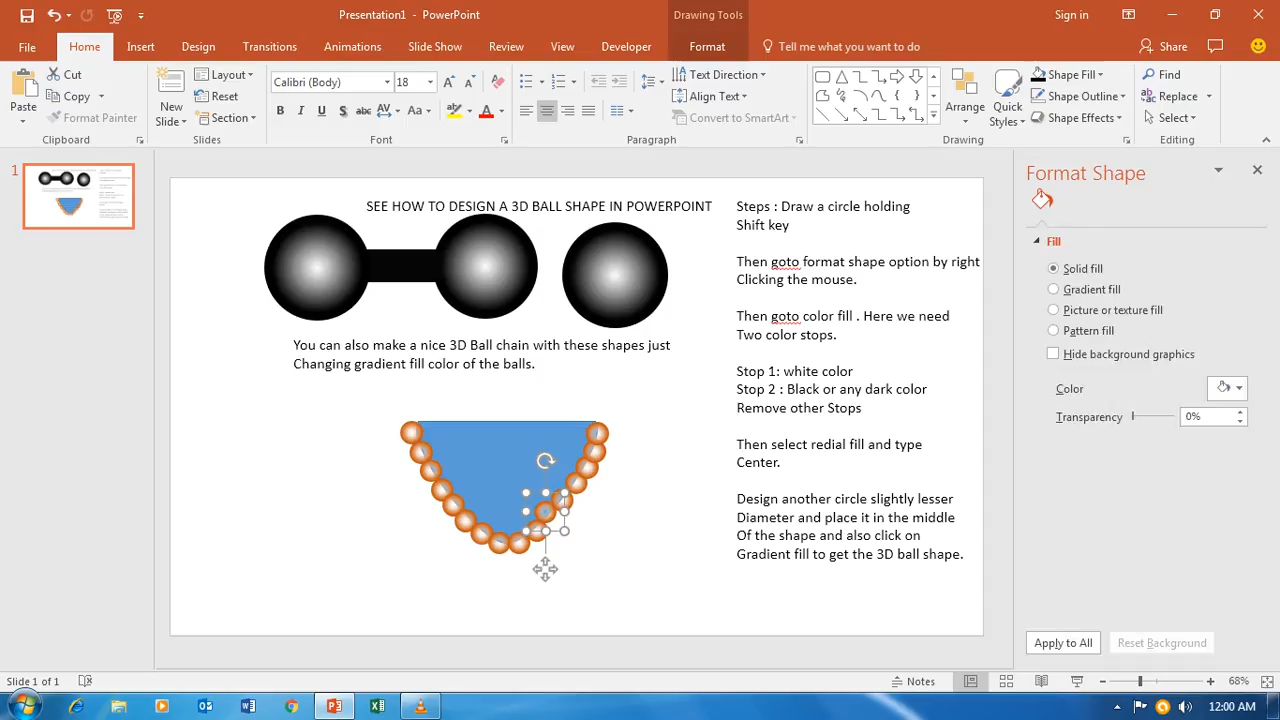 Presentation1 - PowerPoint
Drawing Tools
Sign in
File
Home
Insert
Design
Transitions
Animations
Slide Show
Review
View
Developer
Format
Tell me what you want to do
Share
Paste
Cut
Copy
Format Painter
Clipboard
New
Slide
Layout
Reset
Section
Slides
Calibri (Body)
18
Font
Text Direction
Align Text
Convert to SmartArt
Paragraph
Arrange
Quick
Styles
Shape Fill
Shape Outline
Shape Effects
Drawing
Find
Replace
Select
Editing
1
SEE HOW TO DESIGN A 3D BALL SHAPE IN POWERPOINT
You can also make a nice 3D Ball chain with these shapes just
Changing gradient fill color of the balls.
Steps : Draw a circle holding
Shift key
Then goto format shape option by right
Clicking the mouse.
Then goto color fill . Here we need
Two color stops.
Stop 1: white color
Stop 2 : Black or any dark color
Remove other Stops
Then select redial fill and type
Center.
Design another circle slightly lesser
Diameter and place it in the middle
Of the shape and also click on
Gradient fill to get the 3D ball shape.
Format Shape
Fill
Solid fill
Gradient fill
Picture or texture fill
Pattern fill
Hide background graphics
Color
Transparency
0%
Apply to All
Reset Background
Slide 1 of 1
Notes
68%
12:00 AM